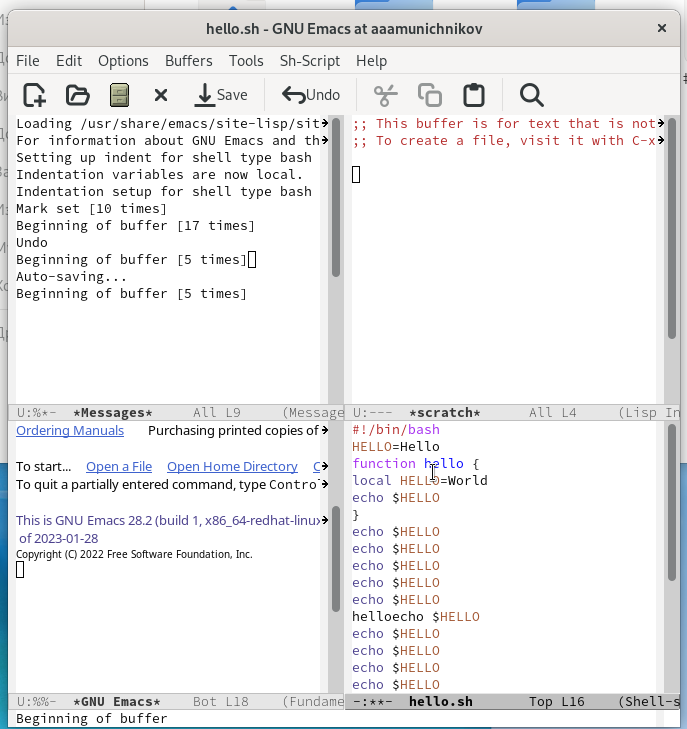 hello.sh - GNU Emacs at aaamunichnikov
File Edit Options Buffers Tools Sh-Script Help
Save Undo
Loading /usr/share/emacs/site-lisp/sit
For information about GNU Emacs and th
Setting up indent for shell type bash
Indentation variables are now local.
Indentation setup for shell type bash
Mark set [10 times]
Beginning of buffer [17 times]
Undo
Beginning of buffer [5 times]
Auto-saving...
Beginning of buffer [5 times]
U:%*- *Messages* All L9 (Message
;; This buffer is for text that is not
;; To create a file, visit it with C-x
U:--- *scratch* All L4 (Lisp In
Ordering Manuals Purchasing printed copies of
To start... Open a File Open Home Directory C
To quit a partially entered command, type Contro
This is GNU Emacs 28.2 (build 1, x86_64-redhat-linux
of 2023-01-28
Copyright (C) 2022 Free Software Foundation, Inc.
U:%%- *GNU Emacs* Bot L18 (Fundame
#!/bin/bash
HELLO=Hello
function hello {
local HELLO=World
echo $HELLO
}
echo $HELLO
echo $HELLO
echo $HELLO
echo $HELLO
echo $HELLO
helloecho $HELLO
echo $HELLO
echo $HELLO
echo $HELLO
echo $HELLO
-:**- hello.sh Top L16 (Shell-s
Beginning of buffer